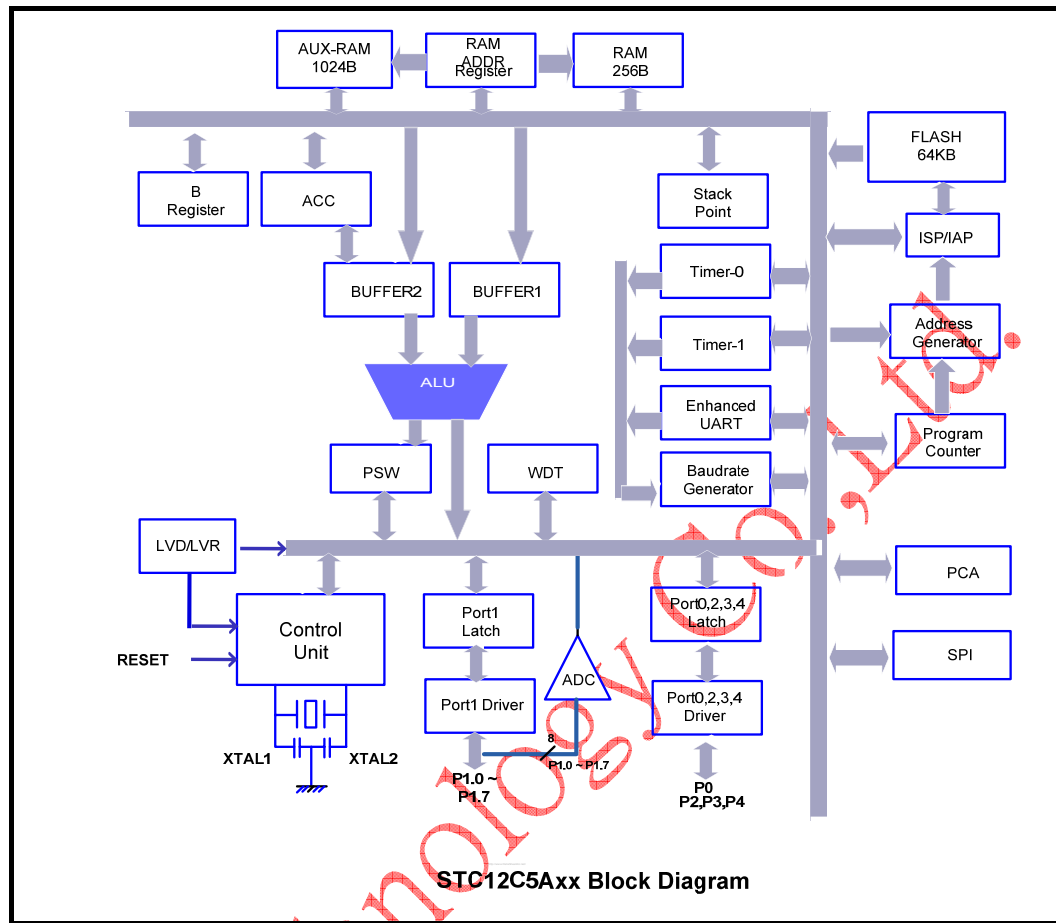 AUX-RAM
1024B
RAM
ADDR
Register
RAM
256B
FLASH
64KB
B
Register
ACC
Stack
Point
ISP/IAP
BUFFER2
BUFFER1
Timer-0
Timer-1
Address
Generator
ALU
Enhanced
UART
Program
Counter
PSW
WDT
Baudrate
Generator
LVD/LVR
PCA
Control
Unit
RESET
Port1
Latch
Port0,2,3,4
Latch
SPI
ADC
Port1 Driver
Port0,2,3,4
Driver
XTAL1
XTAL2
8
P1.0 ~ P1.7
P1.0 ~
P1.7
P0
P2,P3,P4
STC12C5Axx Block Diagram
nology Co.,Ltd.